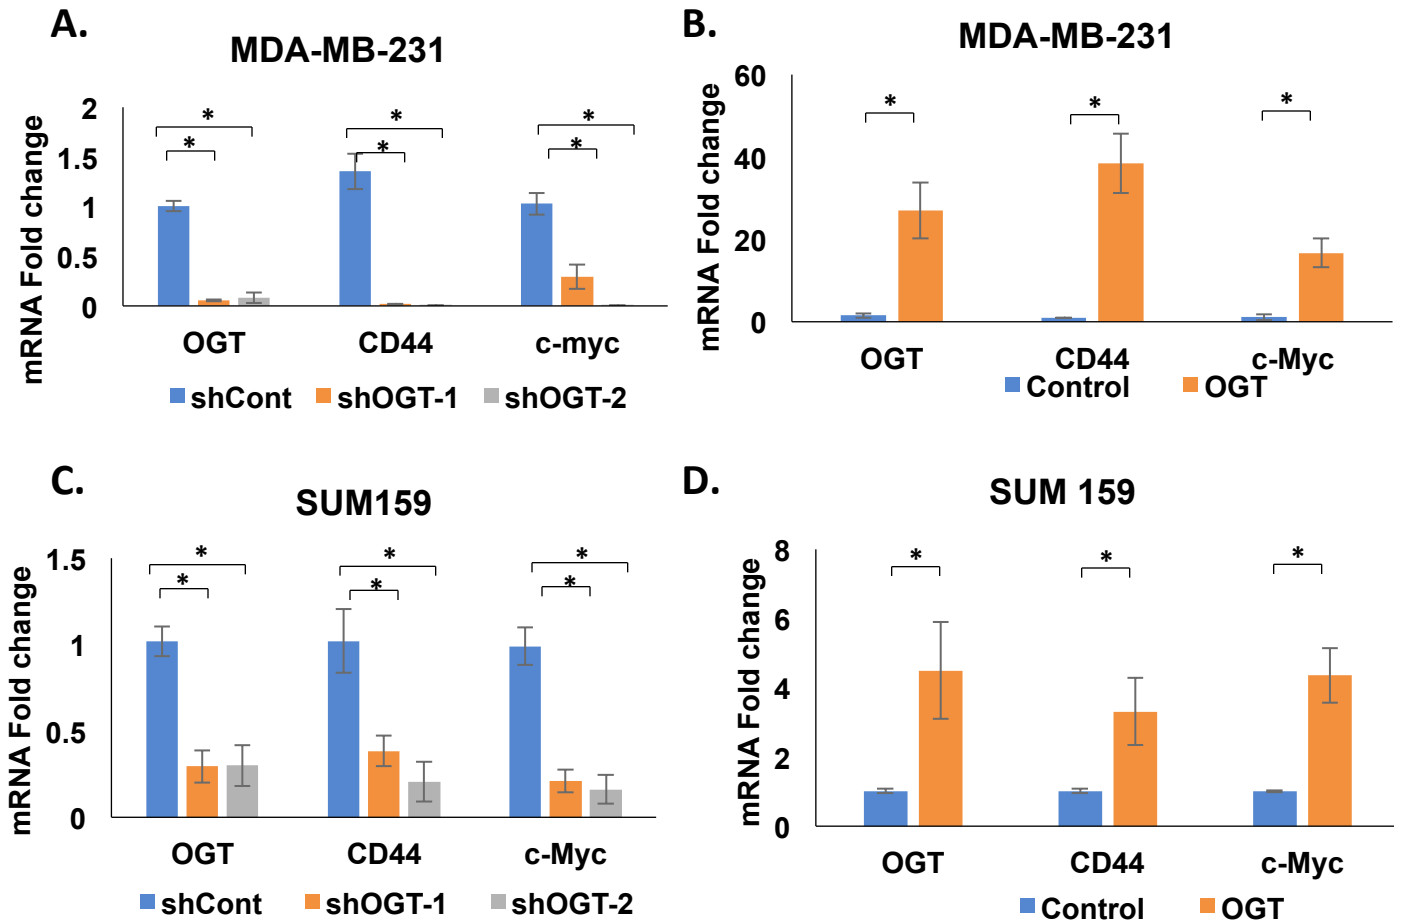 A.
MDA-MB-231
mRNA Fold change
2
1.5
1
0.5
0
* * * * * *
OGT CD44 c-myc
shCont shOGT-1 shOGT-2
B.
MDA-MB-231
mRNA Fold change
60
40
20
0
* * *
OGT CD44 c-Myc
Control OGT
C.
SUM159
mRNA Fold change
1.5
1
0.5
0
* * * * * *
OGT CD44 c-Myc
shCont shOGT-1 shOGT-2
D.
SUM 159
mRNA Fold change
8
6
4
2
0
* * *
OGT CD44 c-Myc
Control OGT